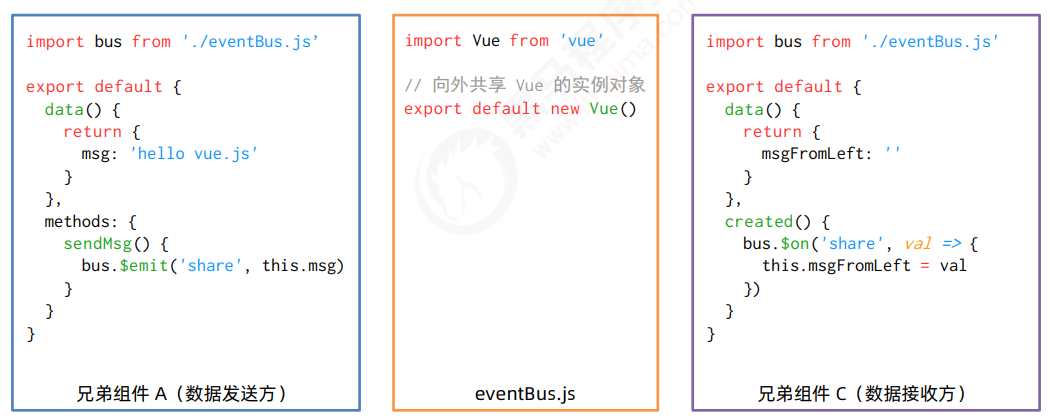 import bus from './eventBus.js’
export default {
data() {
return {
msg: 'hello vue.js'
}
},
methods: {
sendMsg() {
bus.$emit('share', this.msg)
}
}
}
兄弟组件 A（数据发送方）
import Vue from 'vue'
// 向外共享 Vue 的实例对象
export default new Vue()
eventBus.js
import bus from './eventBus.js'
export default {
data() {
return {
msgFromLeft: ''
}
},
created() {
bus.$on('share', val => {
this.msgFromLeft = val
})
}
}
兄弟组件 C（数据接收方）